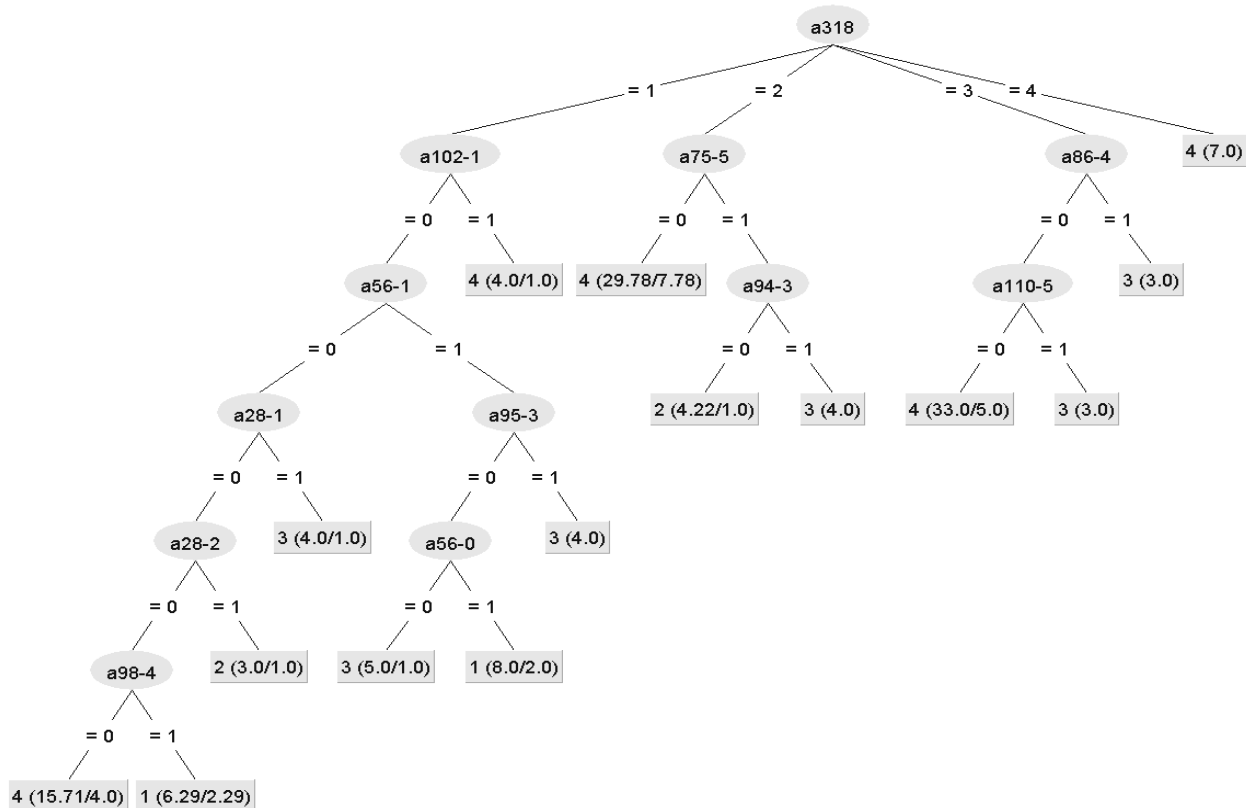 a318
= 1 = 2 = 3 = 4
a102-1 a75-5 a86-4 4 (7.0)
= 0 = 1 = 0 = 1 = 0 = 1
a56-1 4 (4.0/1.0) 4 (29.78/7.78) a94-3 a110-5 3 (3.0)
= 0 = 1 = 0 = 1 = 0 = 1
a28-1 a95-3 2 (4.22/1.0) 3 (4.0) 4 (33.0/5.0) 3 (3.0)
= 0 = 1 = 0 = 1
a28-2 3 (4.0/1.0) a56-0 3 (4.0)
= 0 = 1 = 0 = 1
a98-4 2 (3.0/1.0) 3 (5.0/1.0) 1 (8.0/2.0)
= 0 = 1
4 (15.71/4.0) 1 (6.29/2.29)